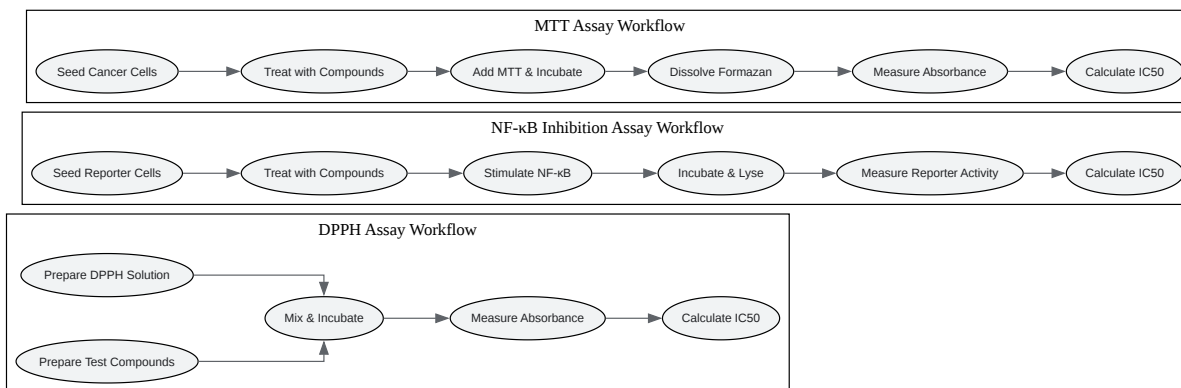 MTT Assay Workflow
Seed Cancer Cells
Treat with Compounds
Add MTT & Incubate
Dissolve Formazan
Measure Absorbance
Calculate IC50
NF-κB Inhibition Assay Workflow
Seed Reporter Cells
Treat with Compounds
Stimulate NF-κB
Incubate & Lyse
Measure Reporter Activity
Calculate IC50
DPPH Assay Workflow
Prepare DPPH Solution
Prepare Test Compounds
Mix & Incubate
Measure Absorbance
Calculate IC50